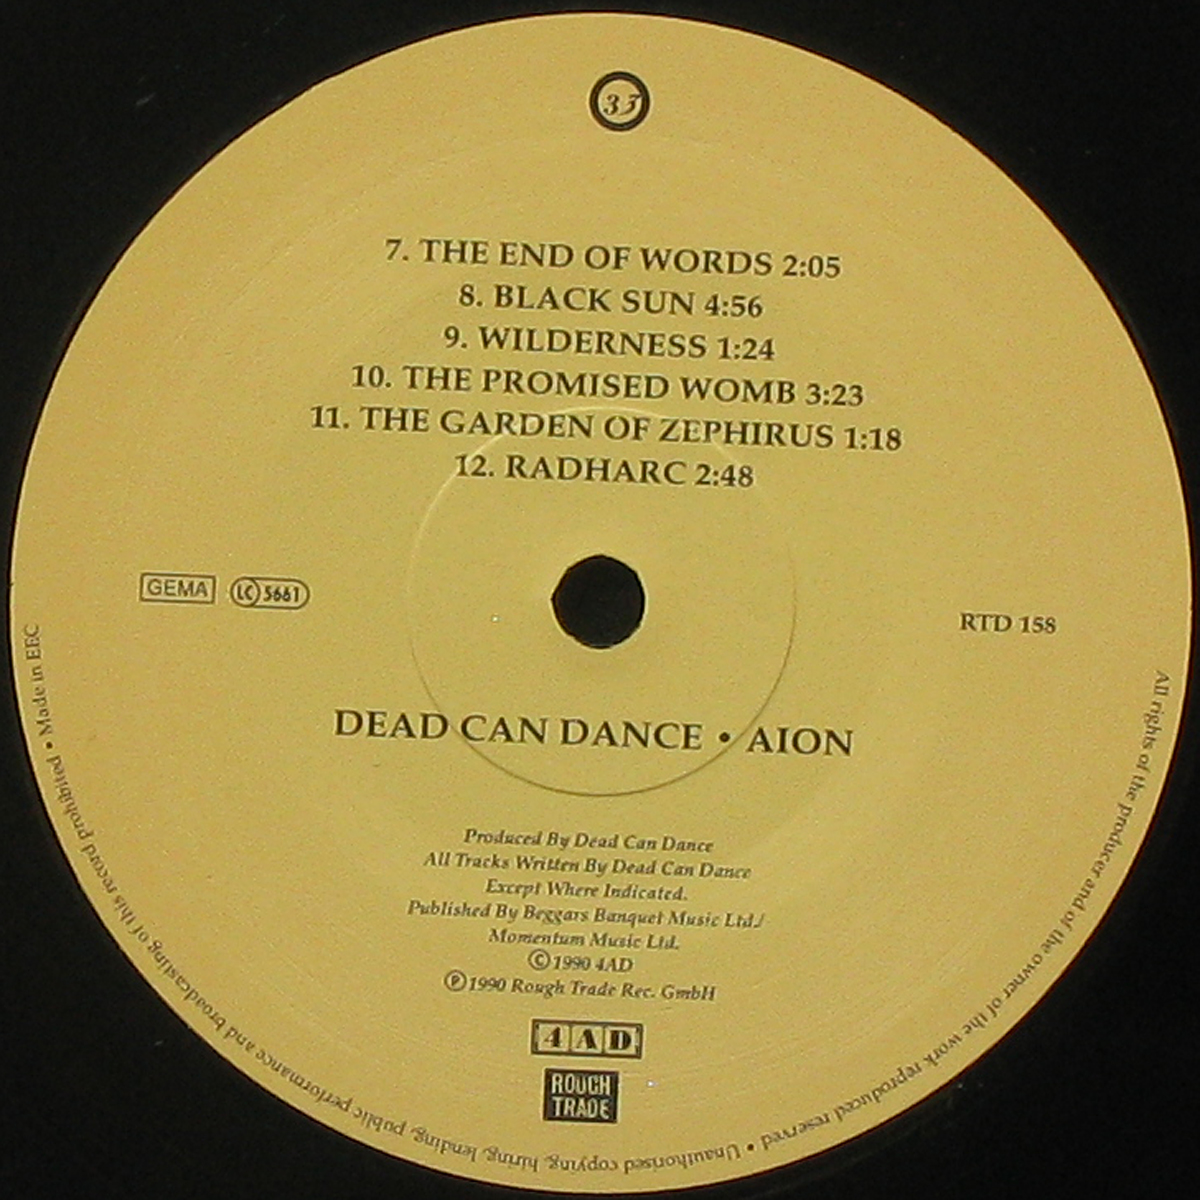 33
7. THE END OF WORDS 2:05
8. BLACK SUN 4:56
9. WILDERNESS 1:24
10. THE PROMISED WOMB 3:23
11. THE GARDEN OF ZEPHIRUS 1:18
12. RADHARC 2:48
GEMA LC 5661
RTD 158
DEAD CAN DANCE • AION
Produced By Dead Can Dance
All Tracks Written By Dead Can Dance
Except Where Indicated.
Published By Beggars Banquet Music Ltd./
Momentum Music Ltd.
Ⓒ1990 4AD
Ⓟ1990 Rough Trade Rec. GmbH
4AD
ROUGH
TRADE
All rights of the producer and of the owner of the work reproduced reserved • Unauthorised copying, hiring, lending, public performance and broadcasting of this record prohibited • Made in EEC